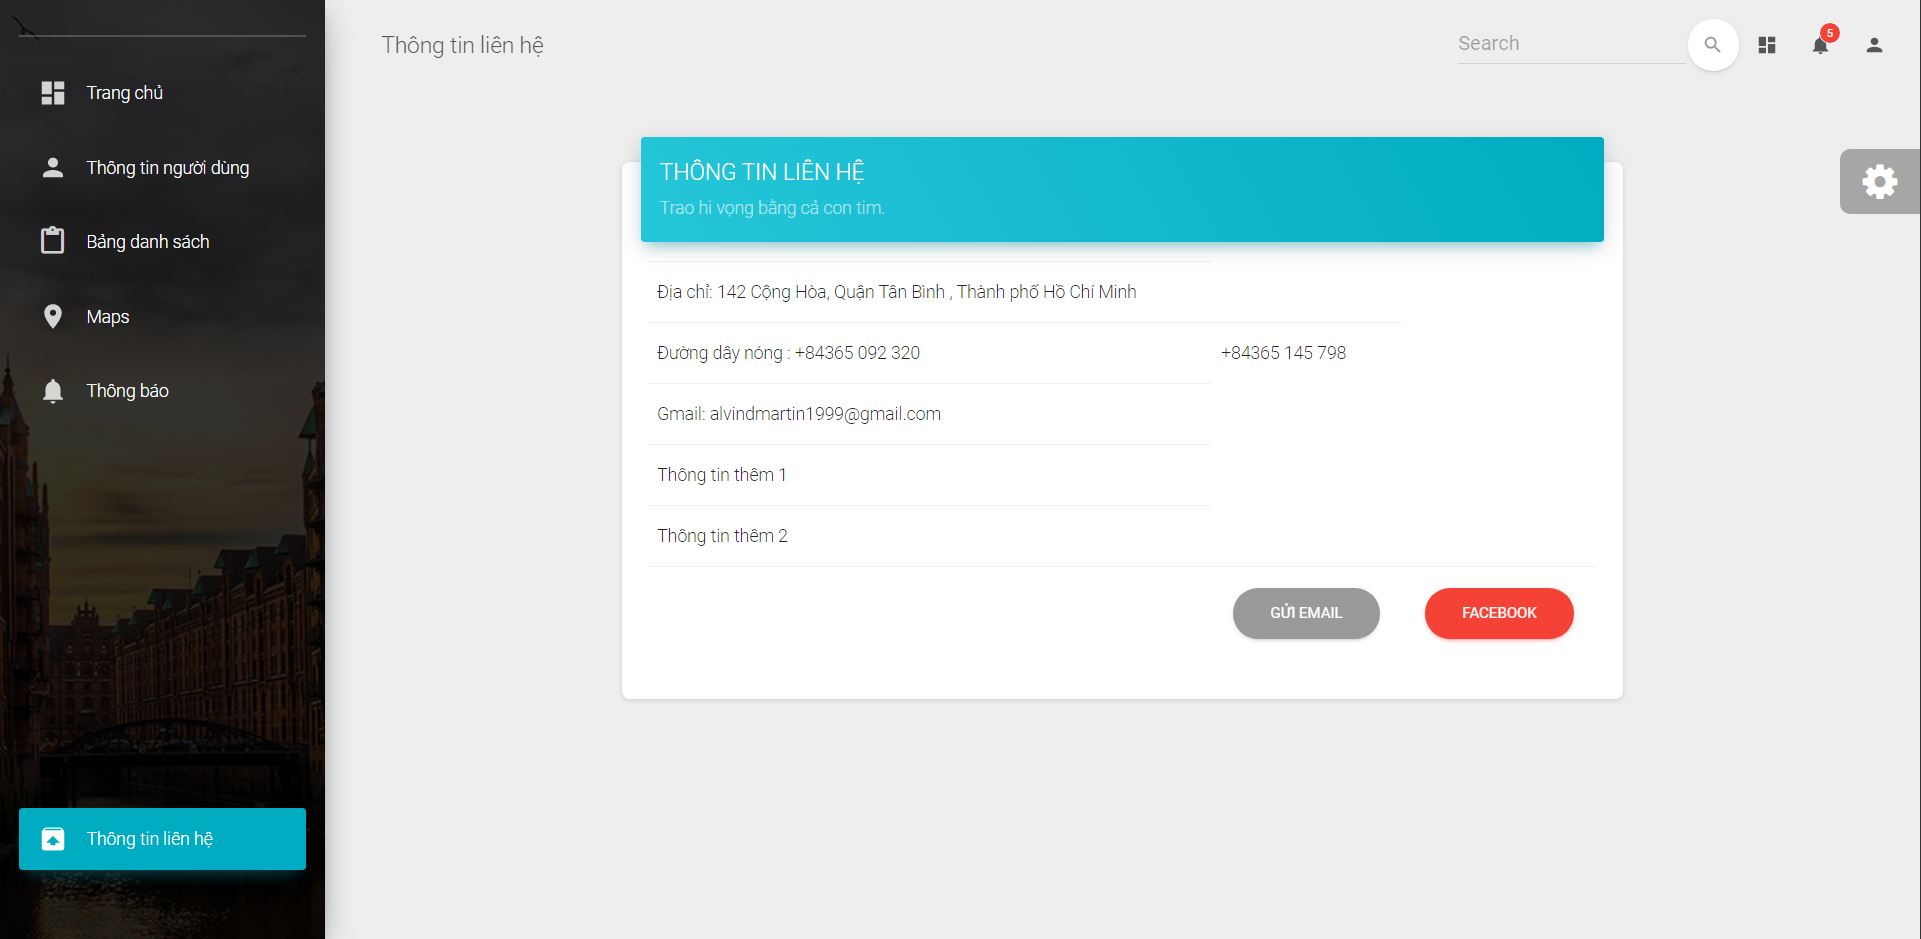 Trang chủ
Thông tin người dùng
Bảng danh sách
Maps
Thông báo
Thông tin liên hệ
Thông tin liên hệ
Search
5
THÔNG TIN LIÊN HỆ
Trao hi vọng bằng cả con tim.
Địa chỉ: 142 Cộng Hòa, Quận Tân Bình , Thành phố Hồ Chí Minh
Đường dây nóng : +84365 092 320 +84365 145 798
Gmail: alvindmartin1999@gmail.com
Thông tin thêm 1
Thông tin thêm 2
GỬI EMAIL FACEBOOK